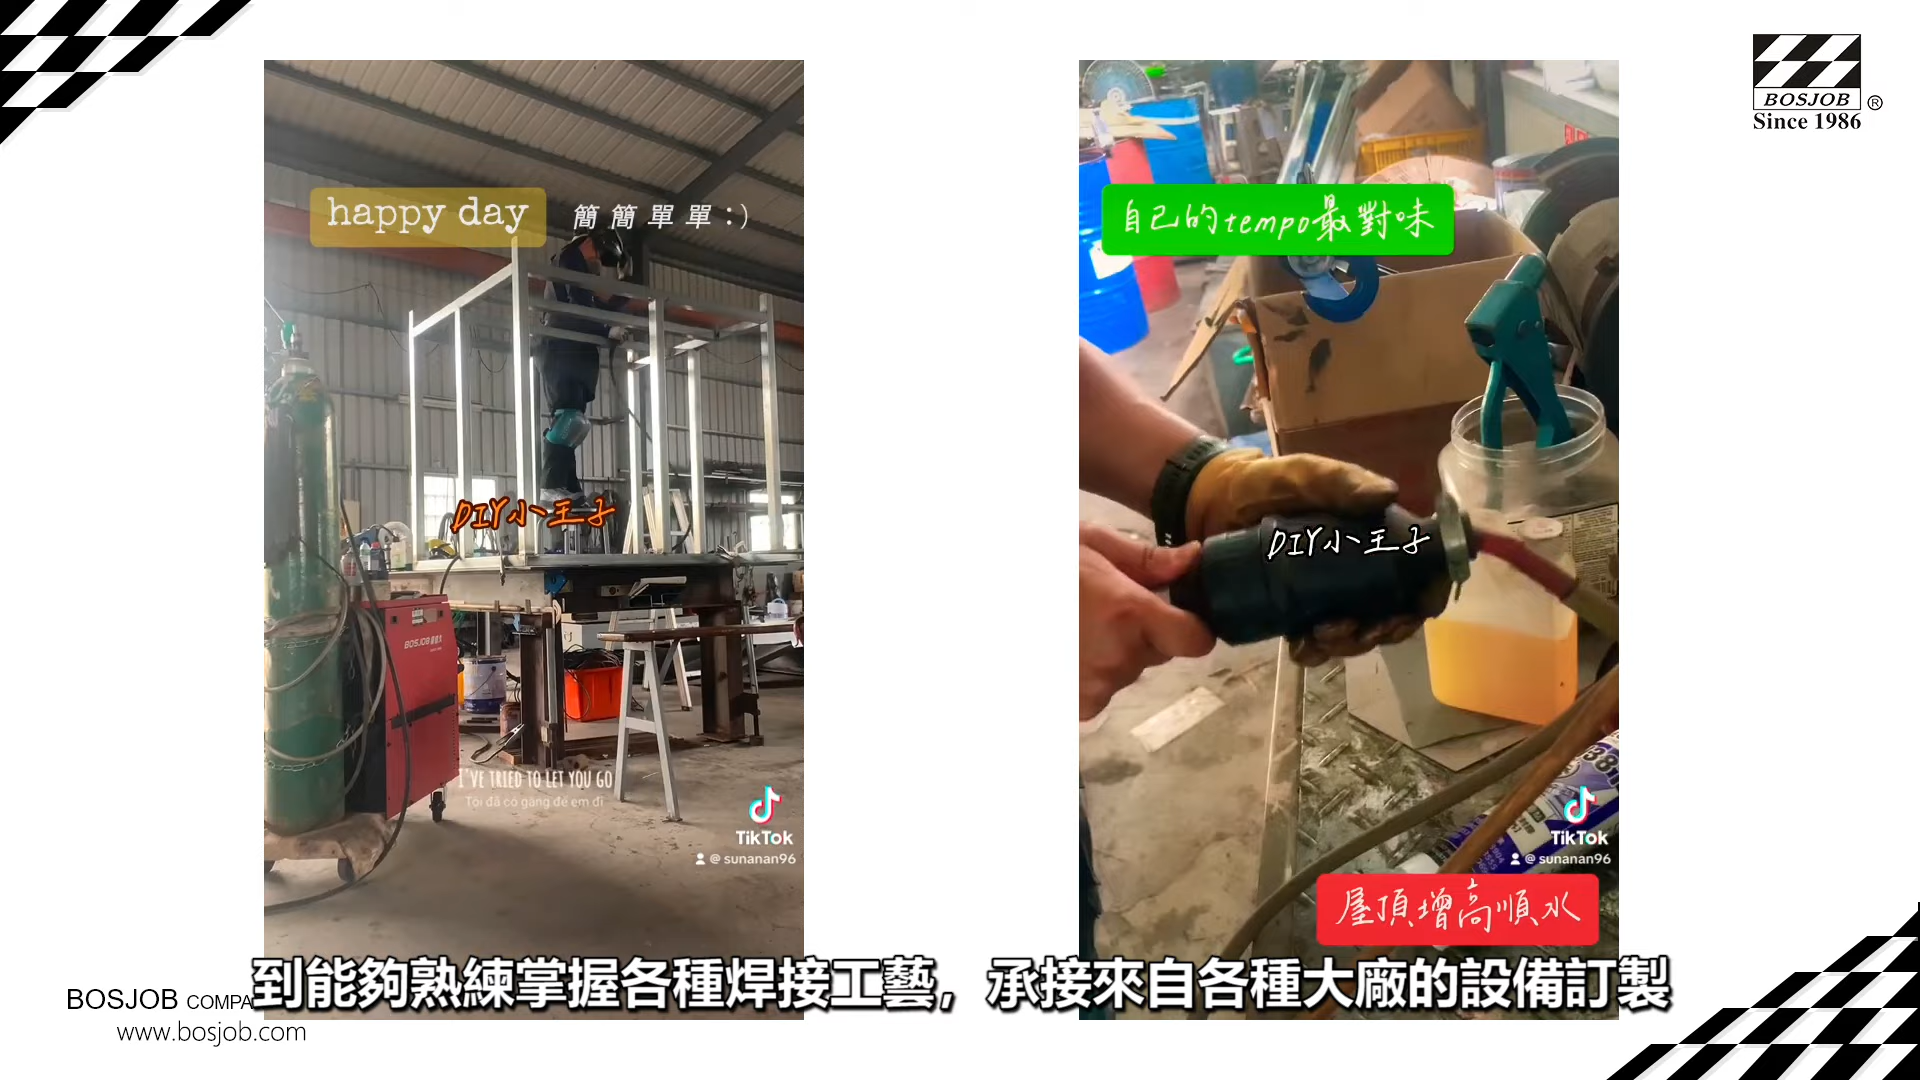 BOSJOB ®
Since 1986
happy day
簡簡單單:)
DIY小王子
BOSJOB
I'VE TRIED TO LET YOU GO
Tôi đã cố gắng để em đi
TikTok
@ sunanan96
自己的tempo最對味
DIY小王子
TikTok
@ sunanan96
屋頂增高順水
到能夠熟練掌握各種焊接工藝，承接來自各種大廠的設備訂製
BOSJOB COMPA
www.bosjob.com